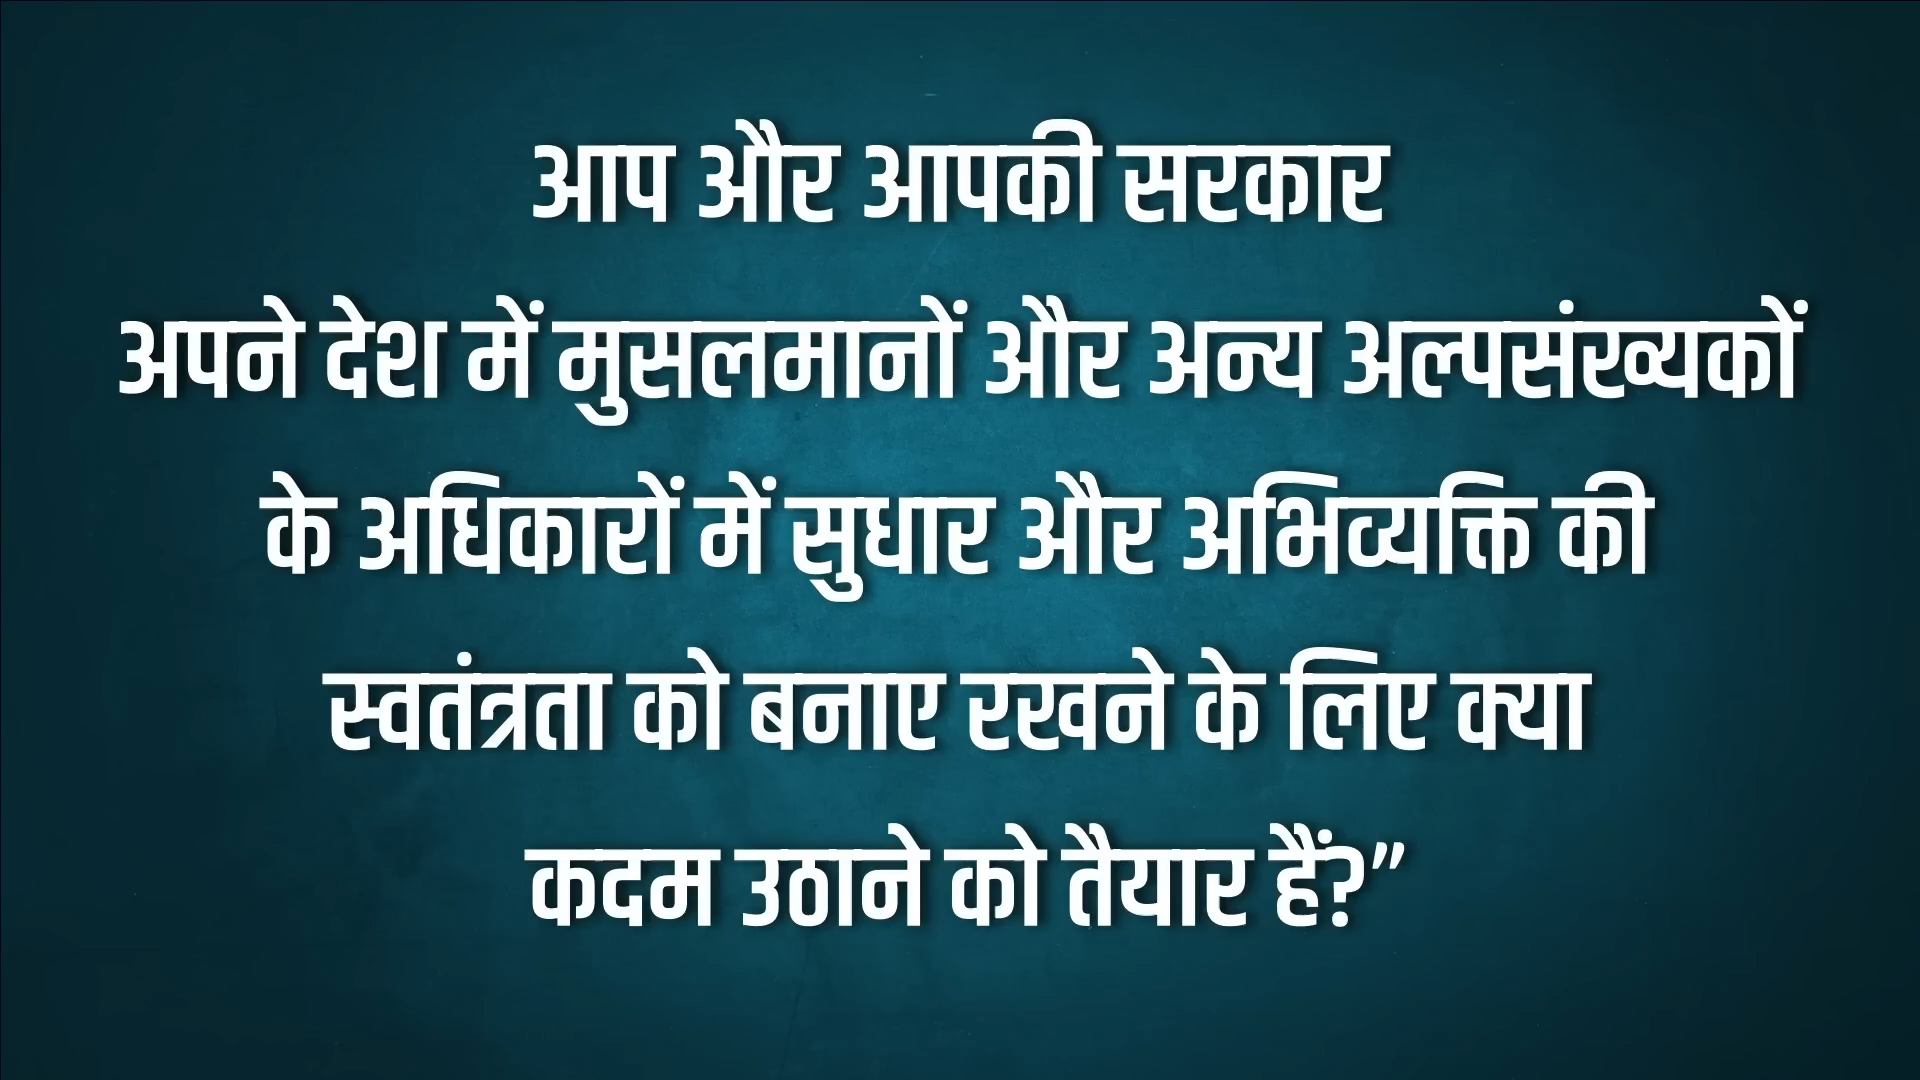 आप और आपकी सरकार
अपने देश में मुसलमानों और अन्य अल्पसंख्यकों
के अधिकारों में सुधार और अभिव्यक्ति की
स्वतंत्रता को बनाए रखने के लिए क्या
कदम उठाने को तैयार हैं?”